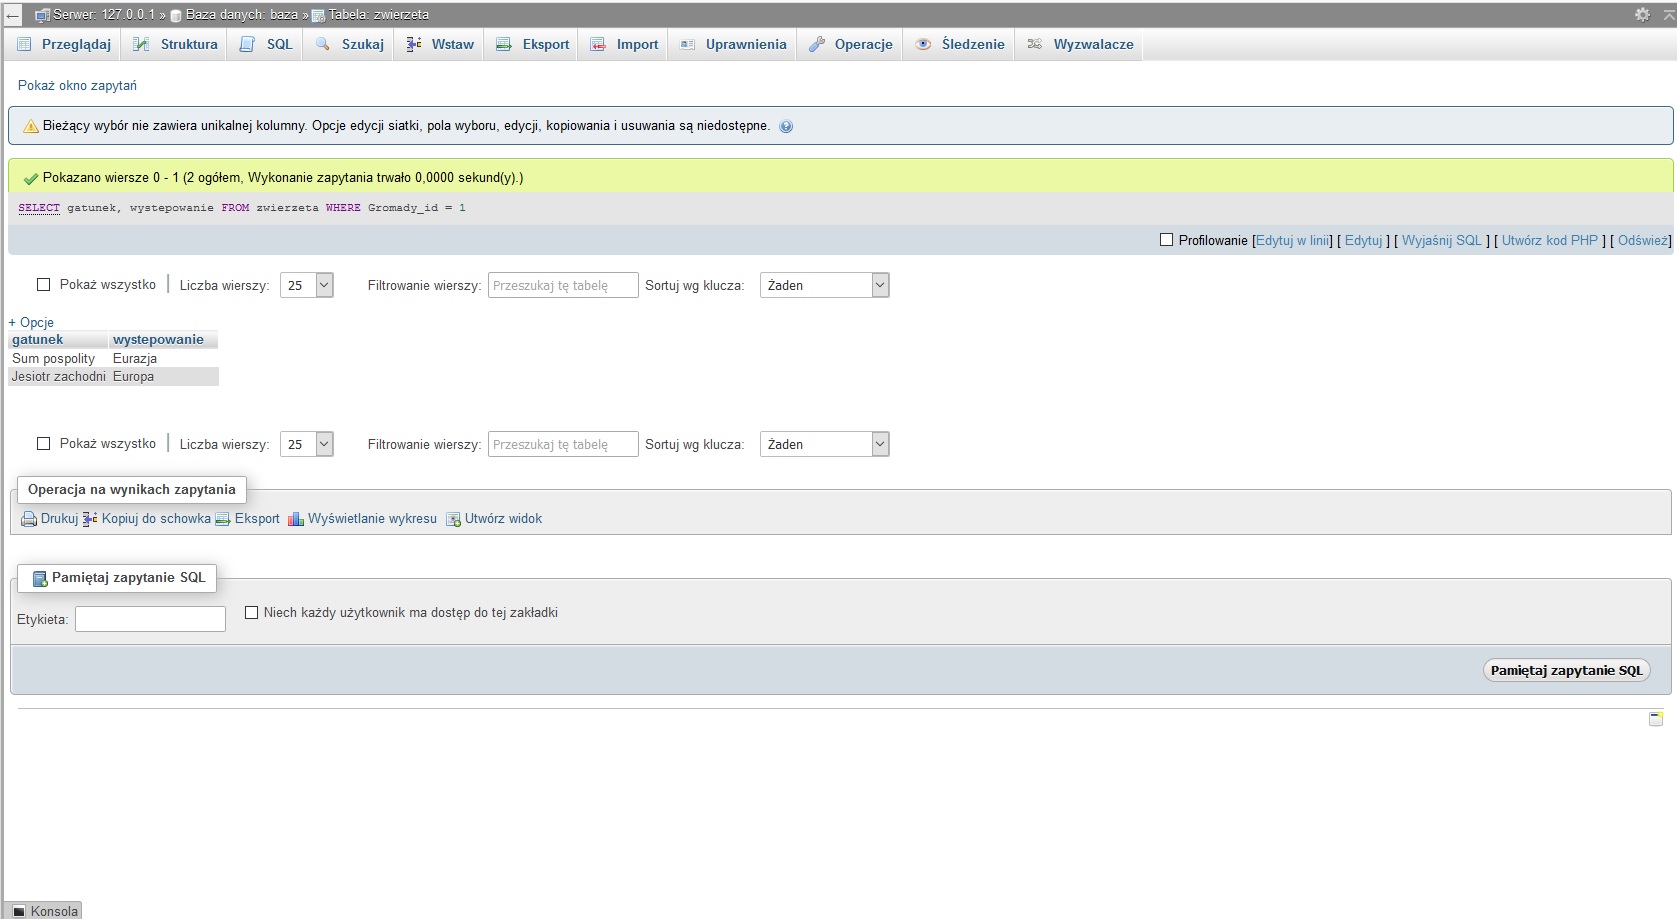 Serwer: 127.0.0.1 » Baza danych: baza » Tabela: zwierzeta
Przeglądaj Struktura SQL Szukaj Wstaw Eksport Import Uprawnienia Operacje Śledzenie Wyzwalacze
Pokaż okno zapytań
Bieżący wybór nie zawiera unikalnej kolumny. Opcje edycji siatki, pola wyboru, edycji, kopiowania i usuwania są niedostępne.
Pokazano wiersze 0 - 1 (2 ogółem, Wykonanie zapytania trwało 0,0000 sekund(y).)
SELECT gatunek, wystepowanie FROM zwierzeta WHERE Gromady_id = 1
Profilowanie [Edytuj w linii] [ Edytuj ] [ Wyjaśnij SQL ] [ Utwórz kod PHP ] [ Odśwież]
Pokaż wszystko Liczba wierszy: 25 Filtrowanie wierszy: Przeszukaj tę tabelę Sortuj wg klucza: Żaden
+ Opcje
gatunek wystepowanie
Sum pospolity Eurazja
Jesiotr zachodni Europa
Pokaż wszystko Liczba wierszy: 25 Filtrowanie wierszy: Przeszukaj tę tabelę Sortuj wg klucza: Żaden
Operacja na wynikach zapytania
Drukuj Kopiuj do schowka Eksport Wyświetlanie wykresu Utwórz widok
Pamiętaj zapytanie SQL
Etykieta: Niech każdy użytkownik ma dostęp do tej zakładki
Pamiętaj zapytanie SQL
Konsola